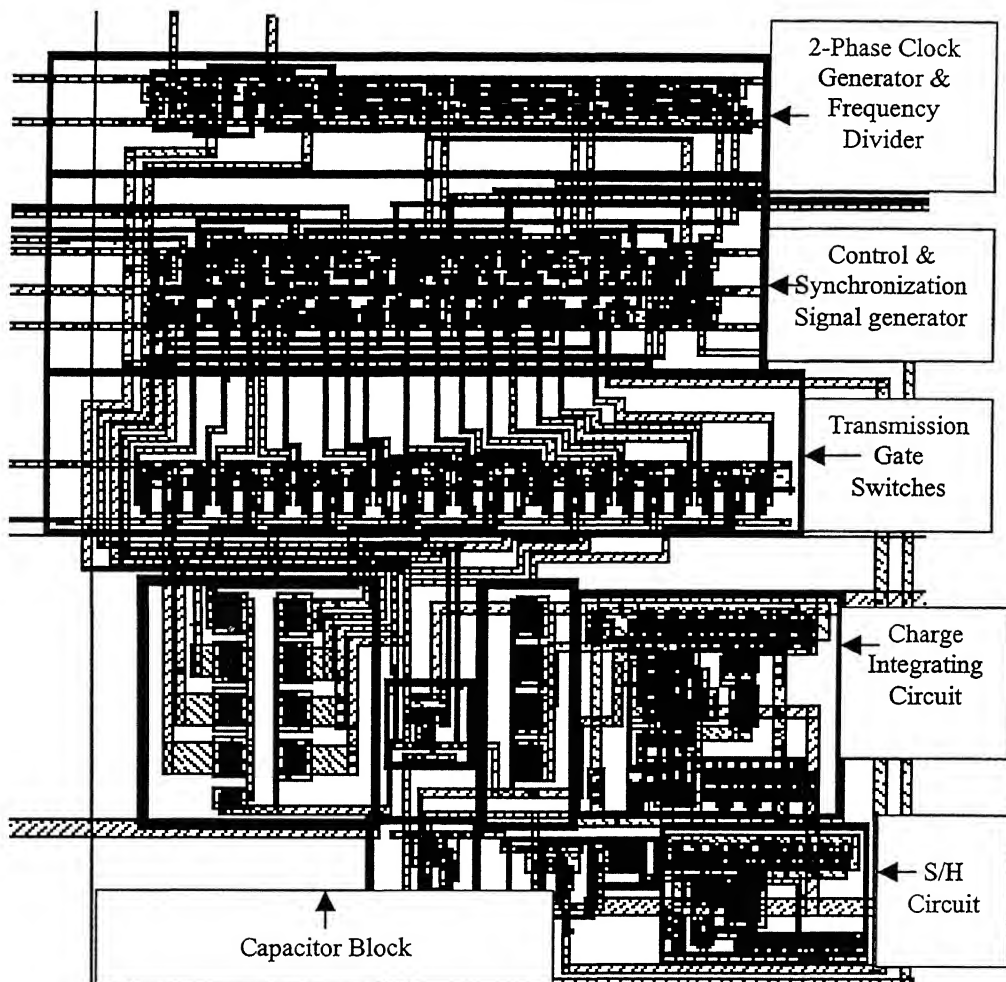 2-Phase Clock
Generator &
Frequency
Divider
Control &
Synchronization
Signal generator
Transmission
Gate
Switches
Charge
Integrating
Circuit
S/H
Circuit
Capacitor Block